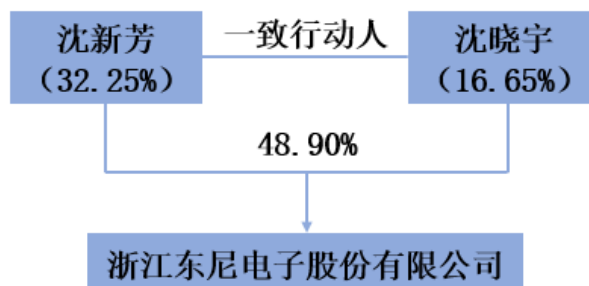 沈新芳
（32.25%）
一致行动人
沈晓宇
（16.65%）
48.90%
浙江东尼电子股份有限公司